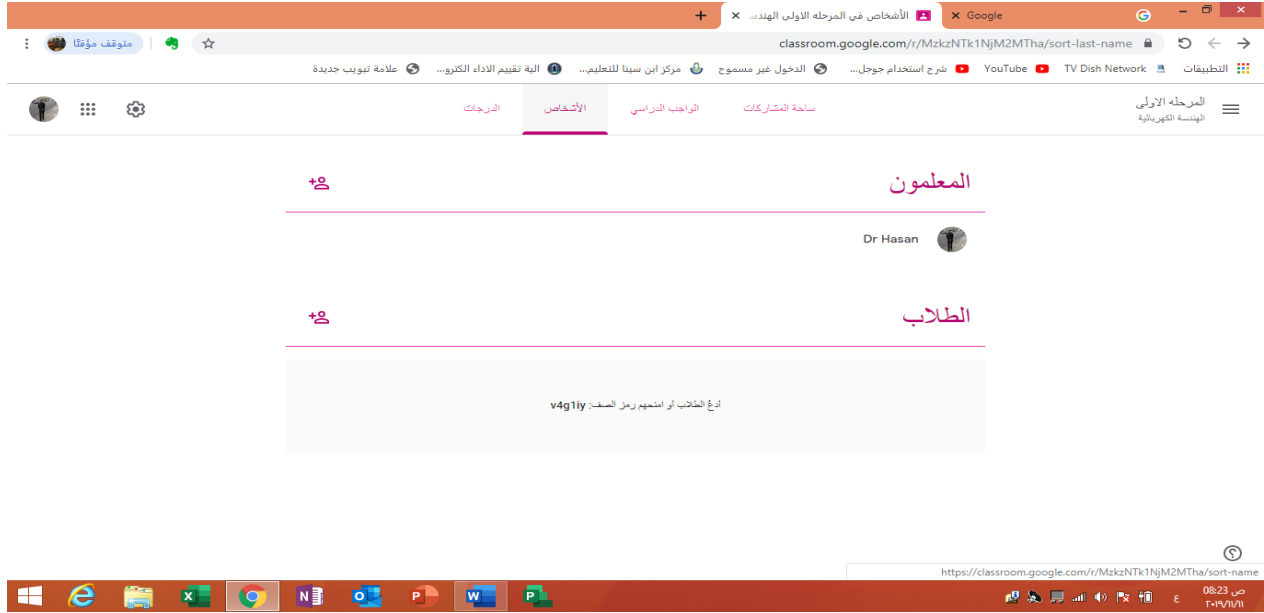 Google
الأشخاص في المرحله الاولى الهندس
classroom.google.com/r/MzkzNTk1NjM2MTha/sort-last-name
متوقف مؤقتًا
التطبيقات TV Dish Network YouTube شرح استخدام جوجل... الدخول غير مسموح مركز ابن سينا للتعليم... الية تقييم الاداء الكترو... علامة تبويب جديدة
المرحله الاولى
الهندسة الكهربائية
ساحة المشاركات الواجب الدراسي الأشخاص الدرجات
المعلمون
Dr Hasan
الطلاب
ادعُ الطلاب أو امنحهم رمز الصف: v4g1iy
https://classroom.google.com/r/MzkzNTk1NjM2MTha/sort-name
ع 08:23 ص
٢٠١٩/١١/١١